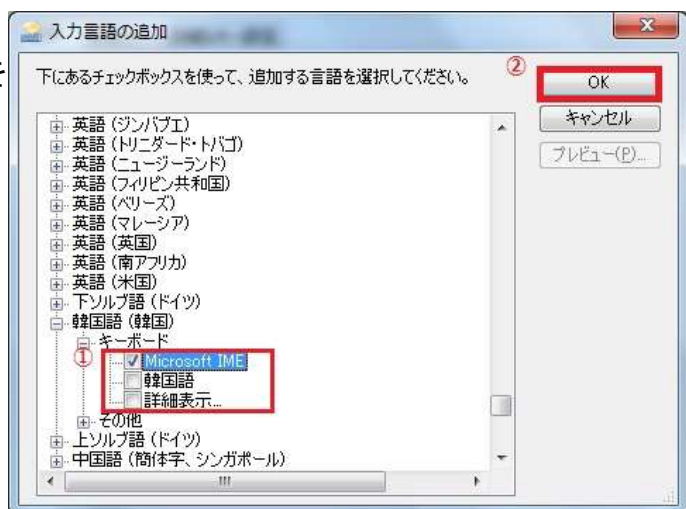 入力言語の追加
を
下にあるチェックボックスを使って、追加する言語を選択してください。
②
OK
キャンセル
プレビュー(P)...
英語 (ジンバブエ)
英語 (トリニダード・トバゴ)
英語 (ニュージーランド)
英語 (フィリピン共和国)
英語 (ベリーズ)
英語 (マレーシア)
英語 (英国)
英語 (南アフリカ)
英語 (米国)
下ソルブ語 (ドイツ)
韓国語 (韓国)
キーボード
① Microsoft IME
韓国語
詳細表示...
その他
上ソルブ語 (ドイツ)
中国語 (簡体字、シンガポール)